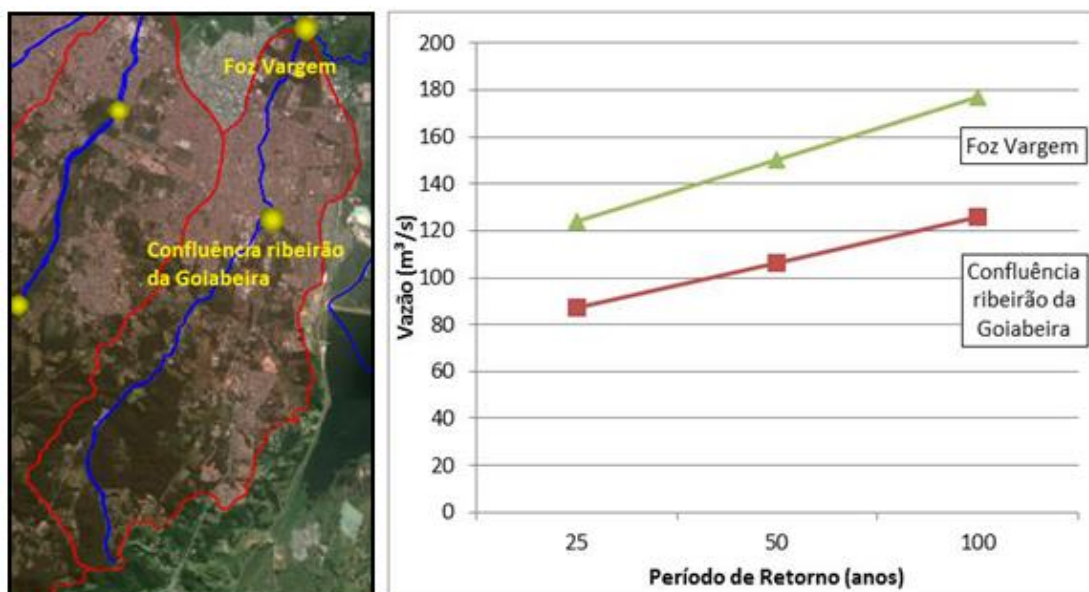 Foz Vargem
Confluência ribeirão
da Goiabeira
Vazão (m³/s)
200
180
160
140
120
100
80
60
40
20
0
25
50
100
Período de Retorno (anos)
Foz Vargem
Confluência
ribeirão da
Goiabeira